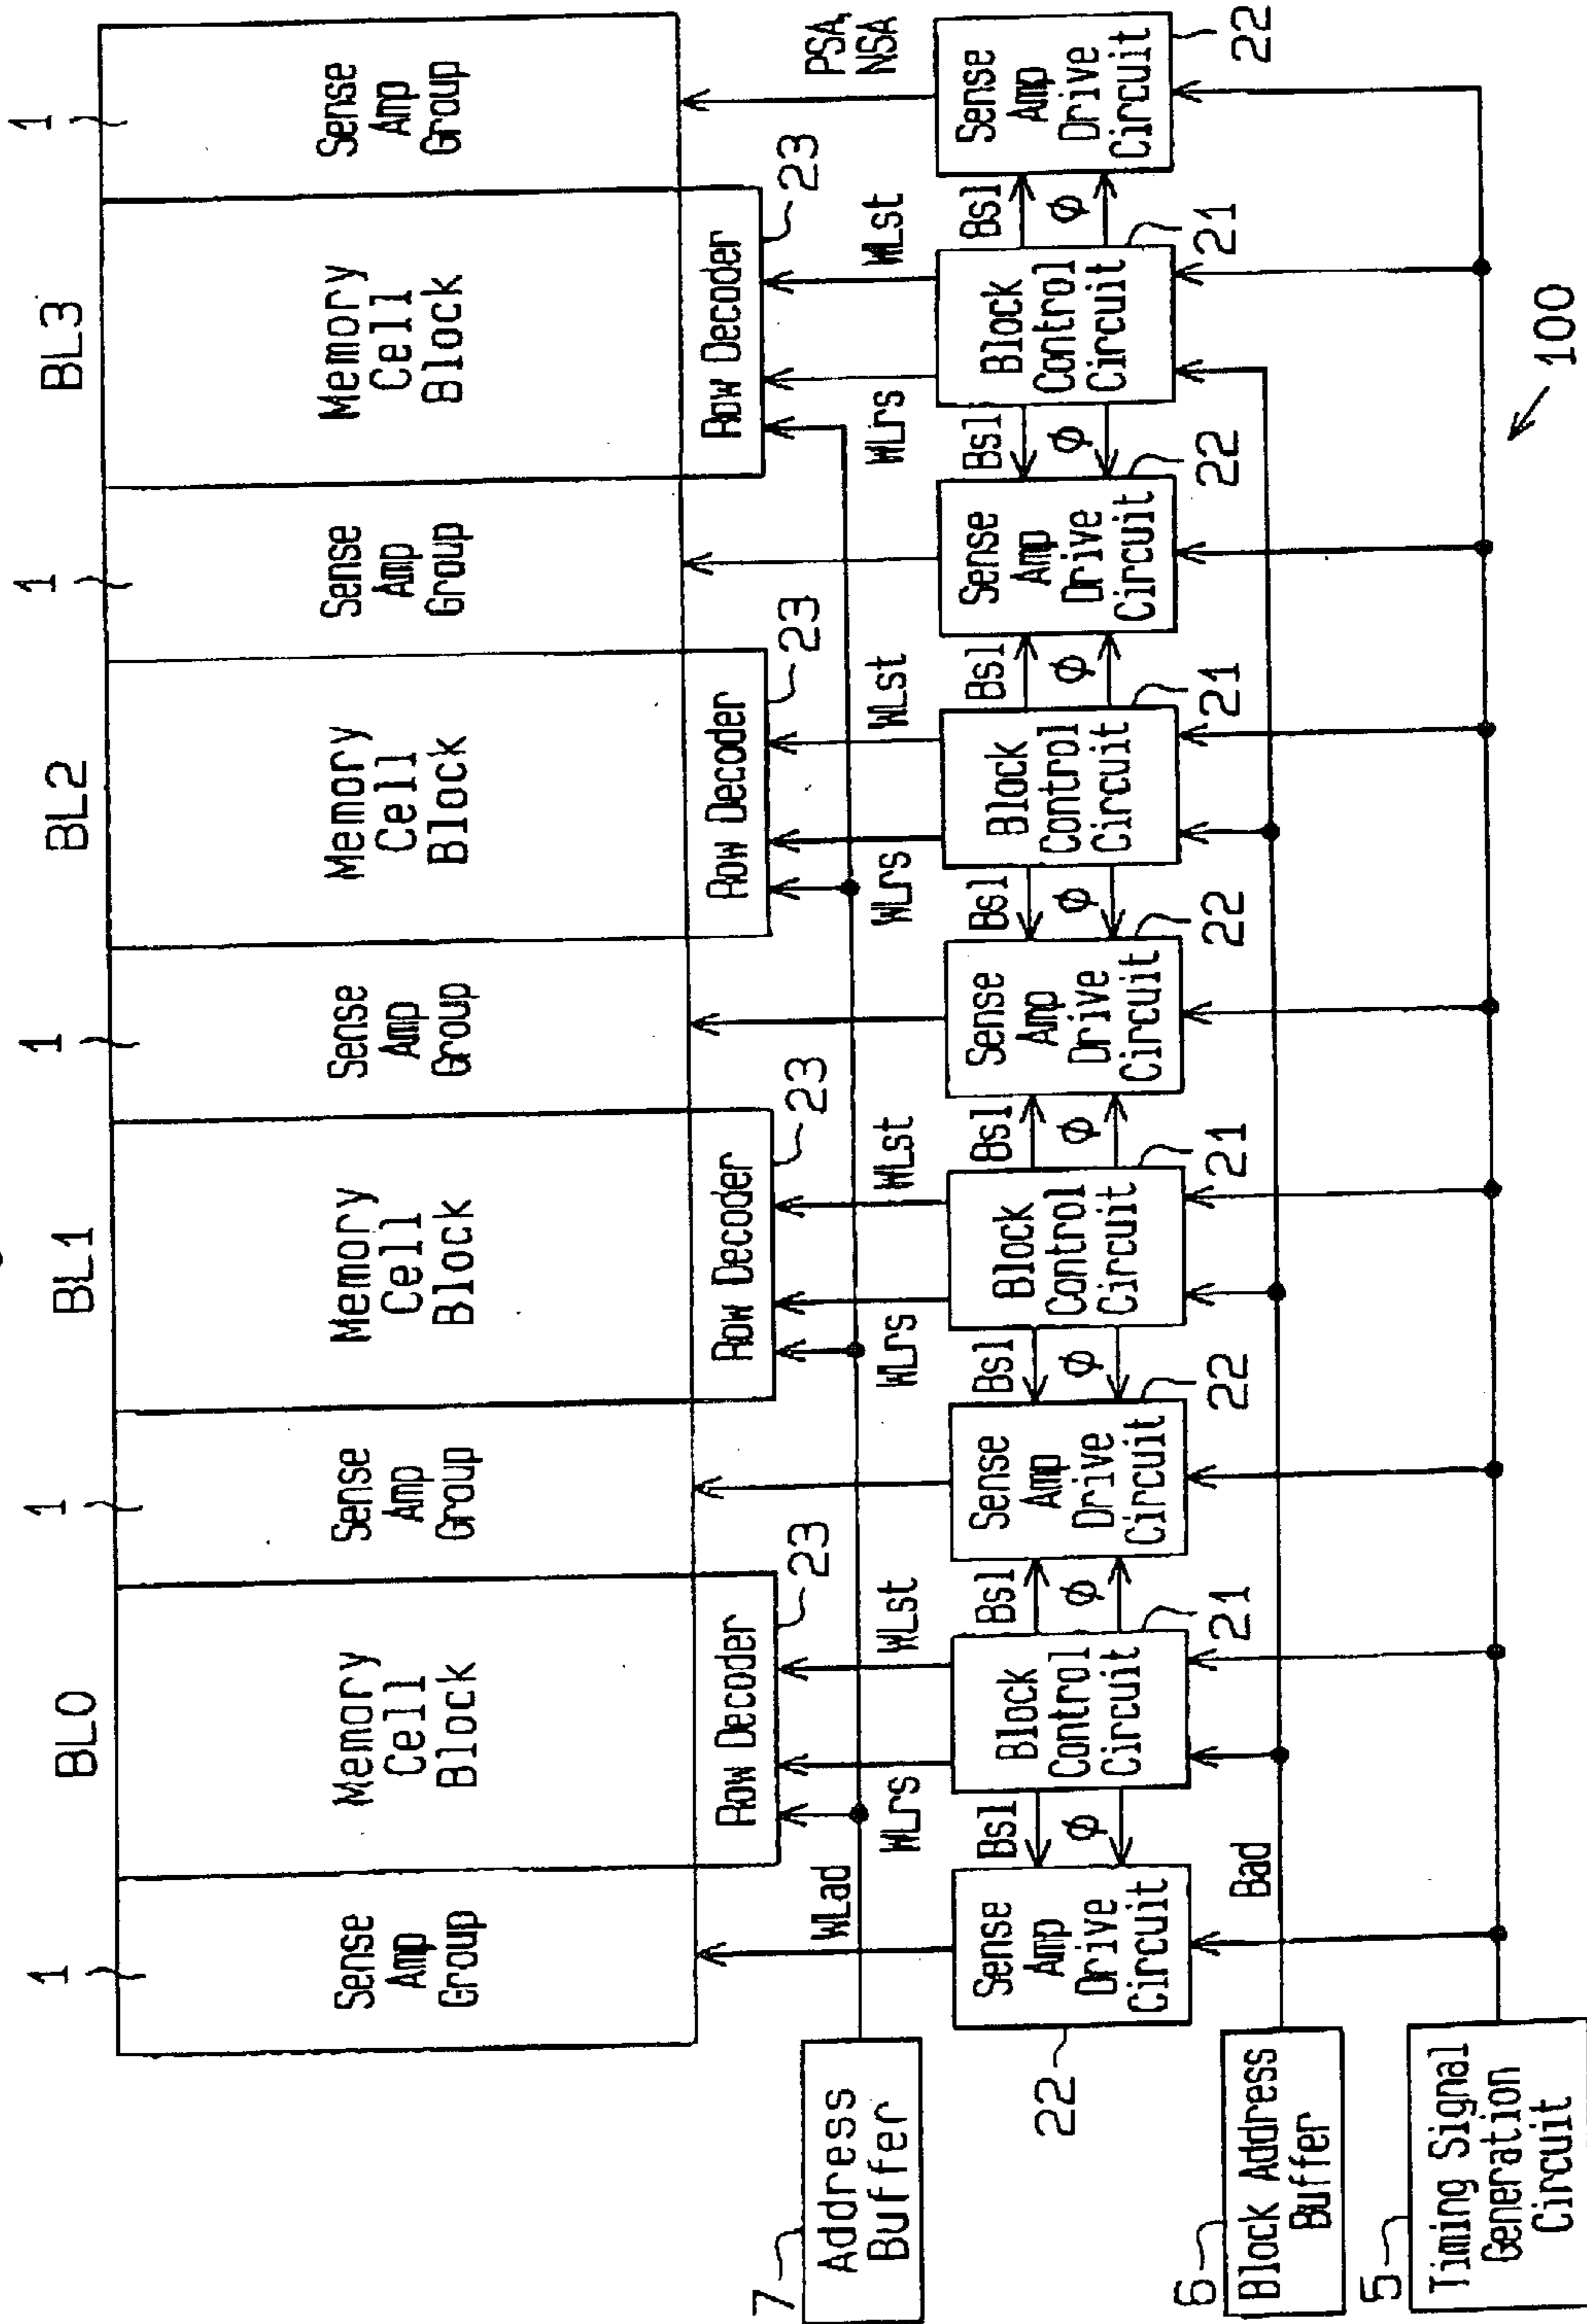 1
BL0
1
BL1
1
BL2
1
BL3
1
Sense
Amp
Group
Memory
Cell
Block
Sense
Amp
Group
Memory
Cell
Block
Sense
Amp
Group
Memory
Cell
Block
Sense
Amp
Group
Memory
Cell
Block
Sense
Amp
Group
Row Decoder
Row Decoder
Row Decoder
Row Decoder
23
23
23
23
7
Address
Buffer
WLad
WLrs
WLst
WLrs
WLst
WLrs
WLst
WLrs
WLst
PSA,
NSA
Sense
Amp
Drive
Circuit
Bsl
ϕ
Block
Control
Circuit
Bsl
ϕ
Sense
Amp
Drive
Circuit
Bsl
ϕ
Block
Control
Circuit
Bsl
ϕ
Sense
Amp
Drive
Circuit
Bsl
ϕ
Block
Control
Circuit
Bsl
ϕ
Sense
Amp
Drive
Circuit
Bsl
ϕ
Block
Control
Circuit
Bsl
ϕ
Sense
Amp
Drive
Circuit
22
21
22
21
22
21
22
21
22
6
Block Address
Buffer
Bad
5
Timing Signal
Generation
Circuit
100